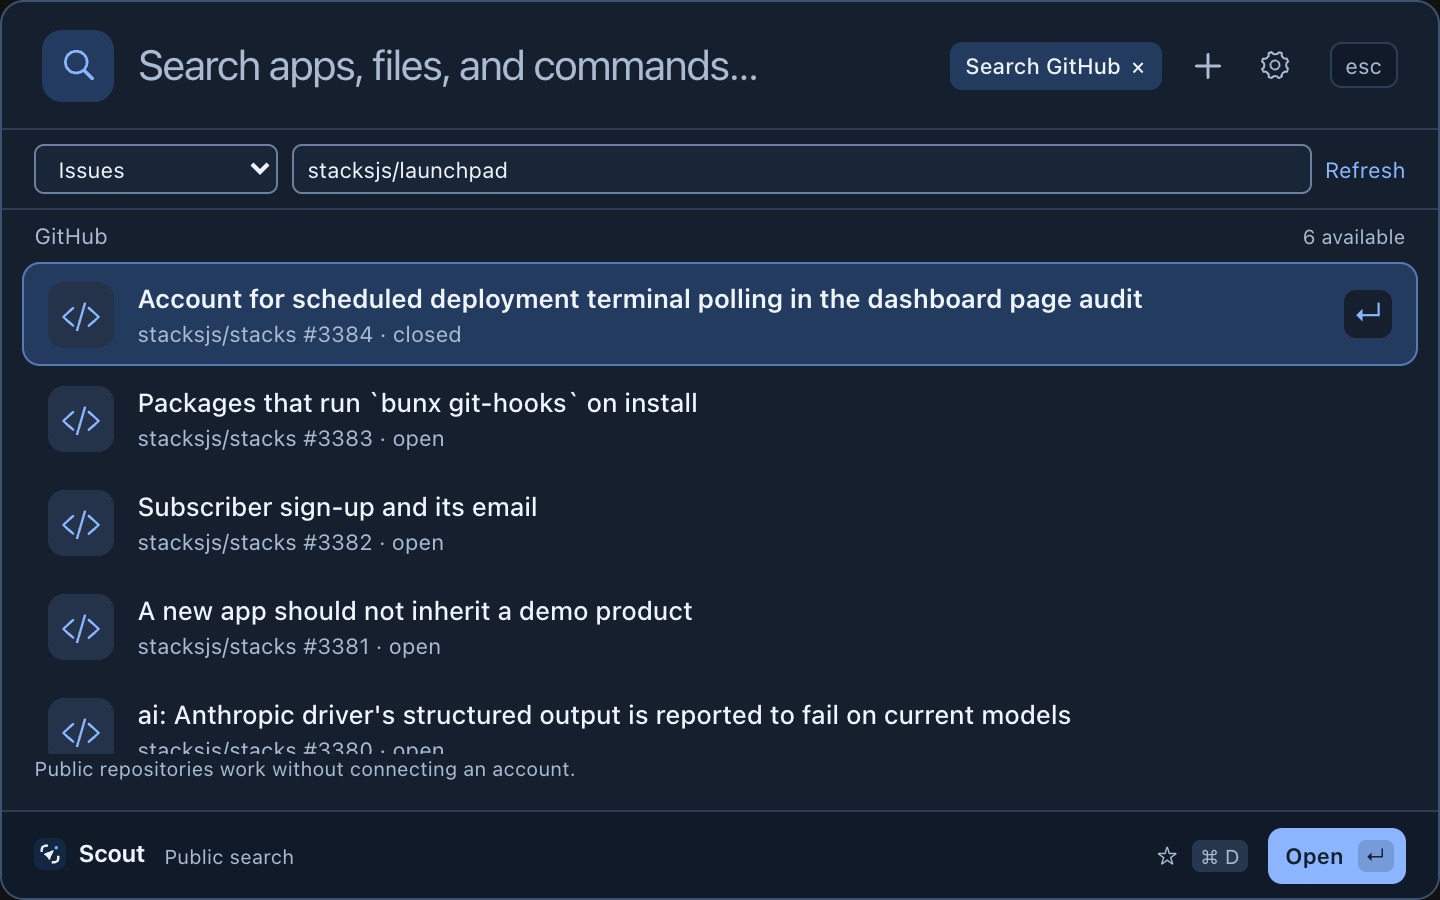 Search apps, files, and commands...
Search GitHub ×
esc
Issues
stacksjs/launchpad
Refresh
GitHub
6 available
Account for scheduled deployment terminal polling in the dashboard page audit
stacksjs/stacks #3384 · closed
Packages that run `bunx git-hooks` on install
stacksjs/stacks #3383 · open
Subscriber sign-up and its email
stacksjs/stacks #3382 · open
A new app should not inherit a demo product
stacksjs/stacks #3381 · open
ai: Anthropic driver's structured output is reported to fail on current models
stacksjs/stacks #3380 · open
Public repositories work without connecting an account.
Scout
Public search
⌘ D
Open